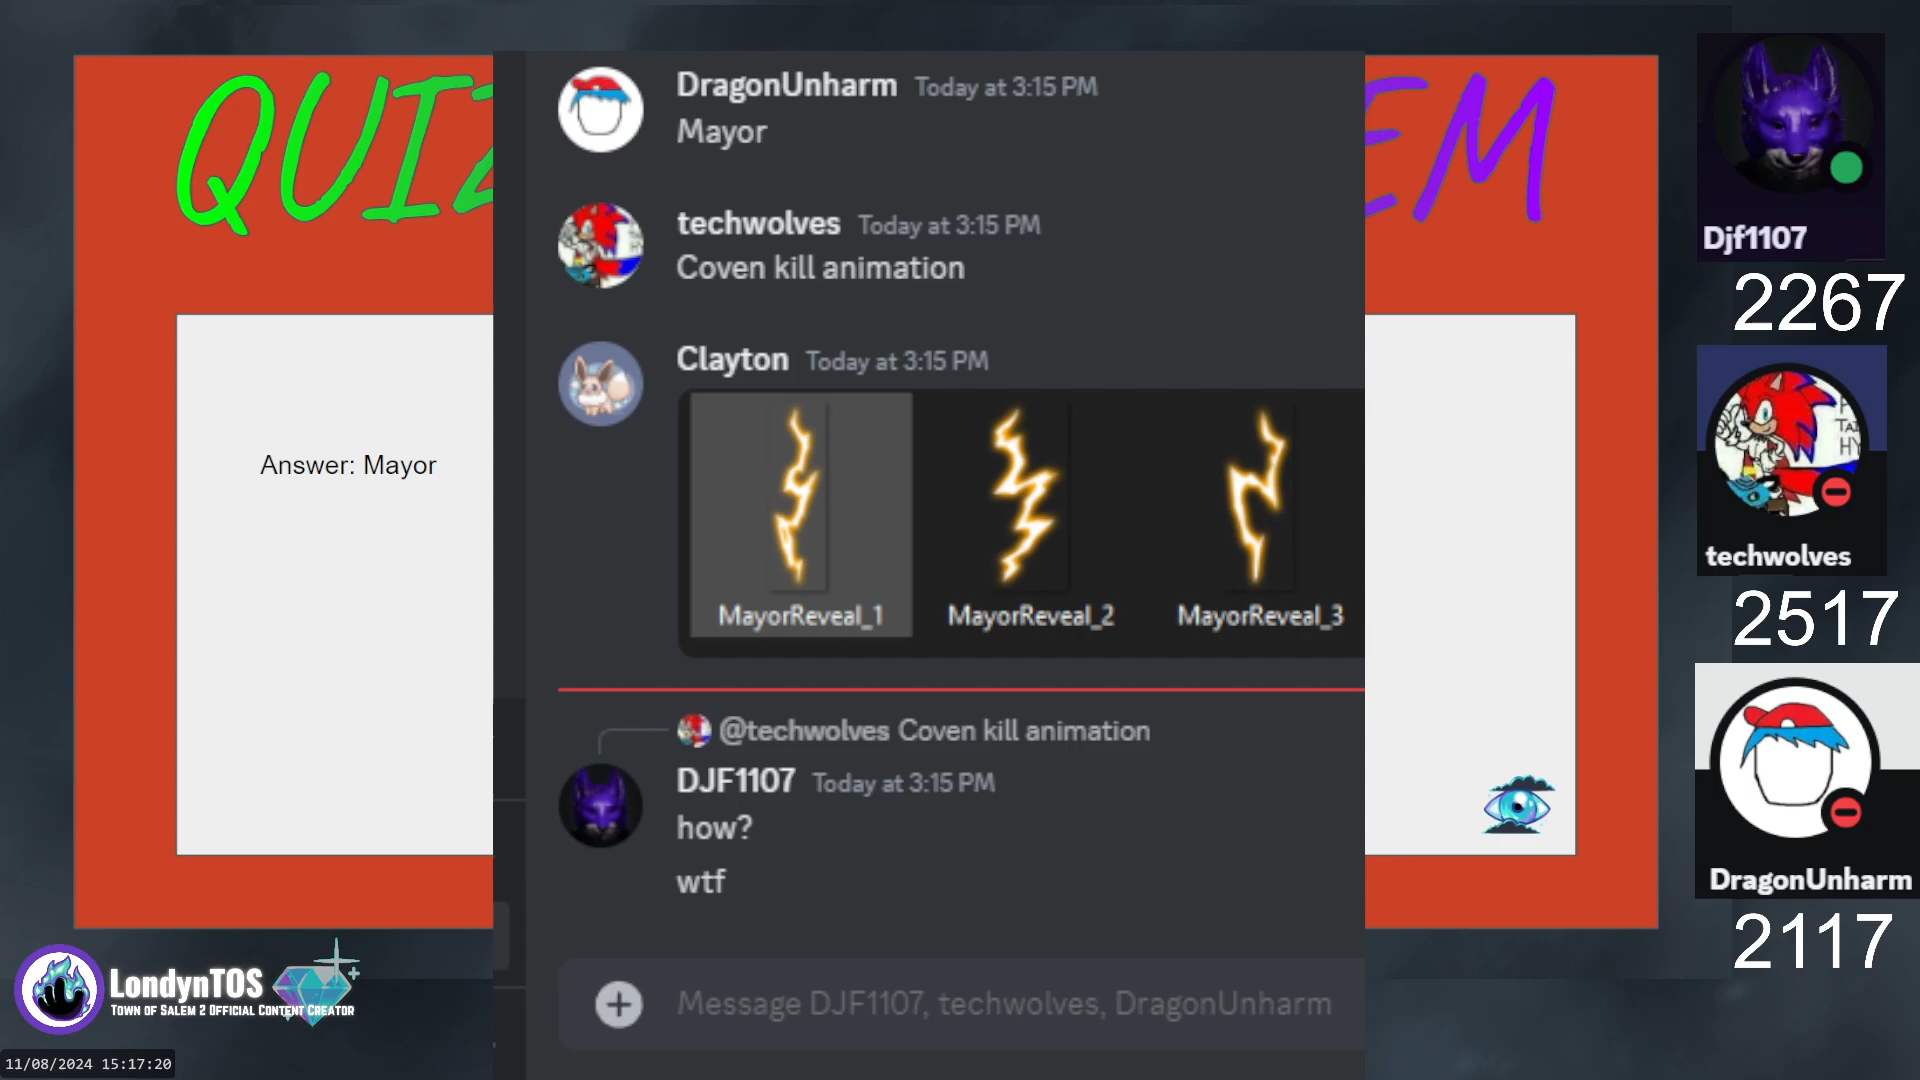 QUI
EM
DragonUnharm Today at 3:15 PM
Mayor
techwolves Today at 3:15 PM
Coven kill animation
Clayton Today at 3:15 PM
MayorReveal_1 MayorReveal_2 MayorReveal_3
@techwolves Coven kill animation
DJF1107 Today at 3:15 PM
how?
wtf
Message DJF1107, techwolves, DragonUnharm
Answer: Mayor
Djf1107
2267
techwolves
2517
DragonUnharm
2117
LondynTOS
TOWN OF SALEM 2 OFFICIAL CONTENT CREATOR
11/08/2024 15:17:20